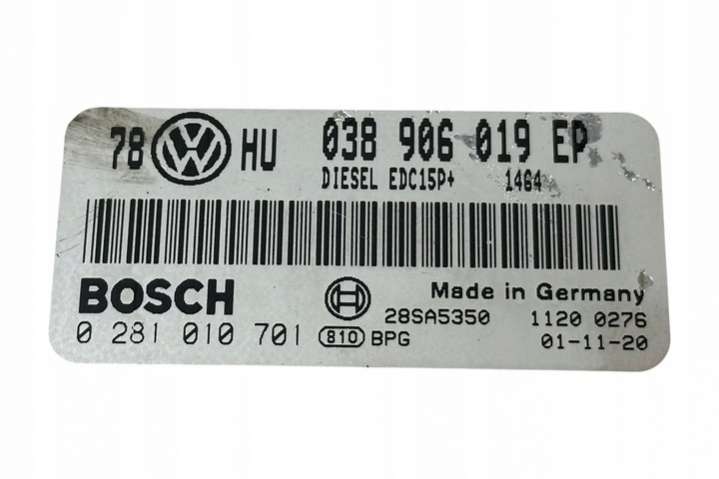 78 VW HU 038 906 019 EP
DIESEL EDC15P+ 1464
BOSCH Made in Germany
28SA5350 1120 0276
0 281 010 701 810 BPG 01-11-20